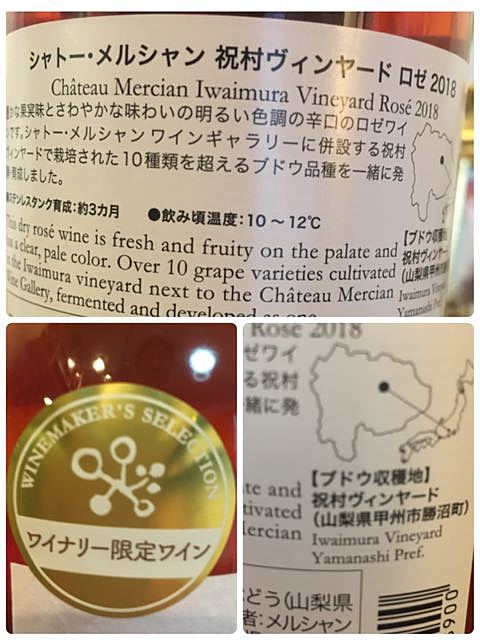 シャトー・メルシャン 祝村ヴィンヤード ロゼ 2018
Château Mercian Iwaimura Vineyard Rosé 2018
かな果実味とさわやかな味わいの明るい色調の辛口のロゼワイ
です。シャトー・メルシャン ワインギャラリーに併設する祝村
ヴィンヤードで栽培された10種類を超えるブドウ品種を一緒に発
・育成しました。
ステンレスタンク育成:約3カ月 ●飲み頃温度:10～12℃
This dry rosé wine is fresh and fruity on the palate and
has a clear, pale color. Over 10 grape varieties cultivated
the Iwaimura vineyard next to the Château Mercian
Wine Gallery, fermented and developed as one
【ブドウ収穫地】
祝村ヴィンヤード
(山梨県甲州市
Iwaimura Vineyard
Yamanashi Pref.
WINEMAKER'S SELECTION
ワイナリー限定ワイン
Rosé 2018
ゼワイ
る祝村
緒に発
【ブドウ収穫地】
祝村ヴィンヤード
(山梨県甲州市勝沼町)
Iwaimura Vineyard
Yamanashi Pref.
ate and
tivated
Mercian
どう(山梨県
者:メルシャン
0060